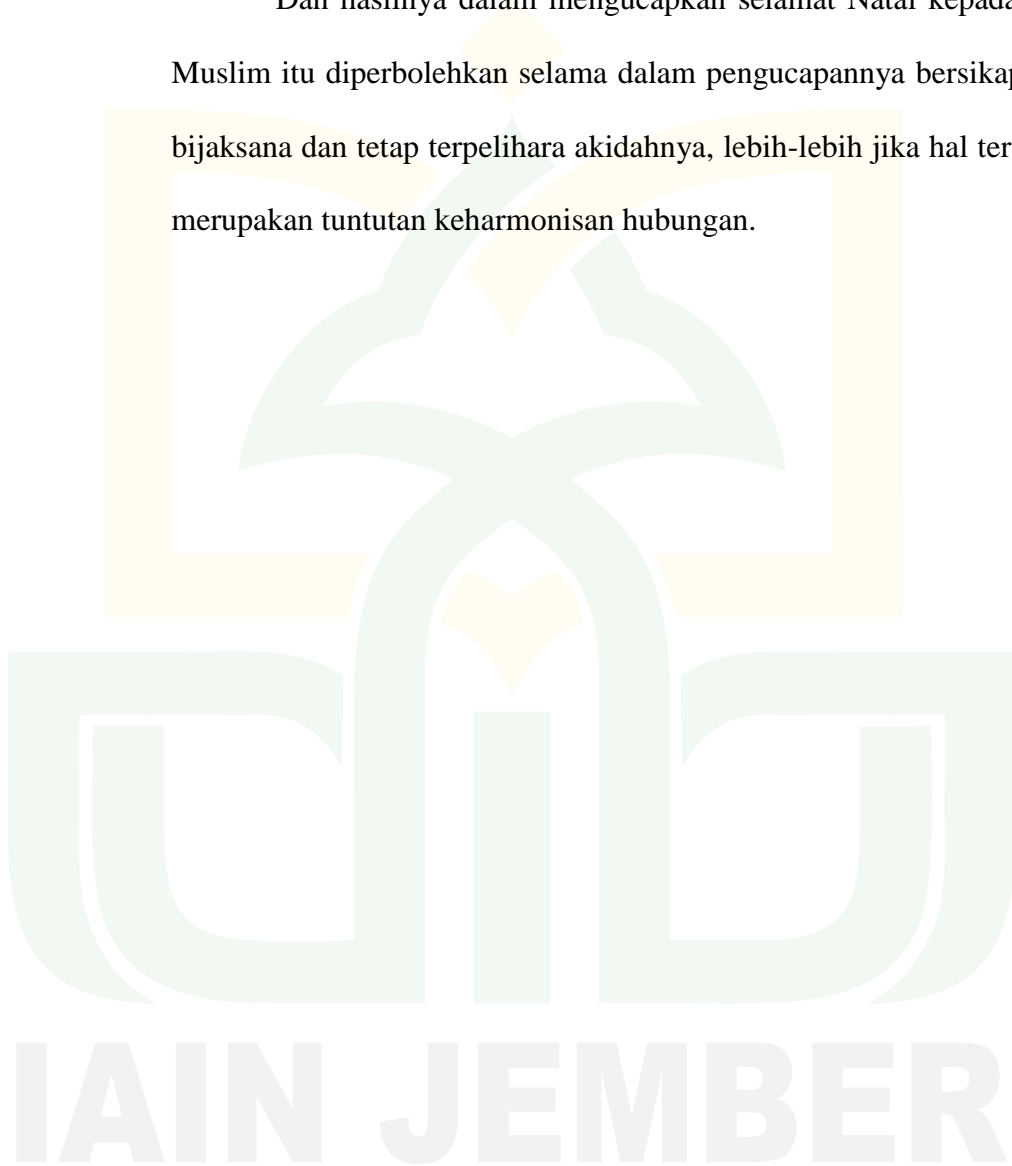 Dan hasilnya dalam mengucapkan selamat Natal kepada
Muslim itu diperbolehkan selama dalam pengucapannya bersikap
bijaksana dan tetap terpelihara akidahnya, lebih-lebih jika hal ter
merupakan tuntutan keharmonisan hubungan.
IAIN JEMBER